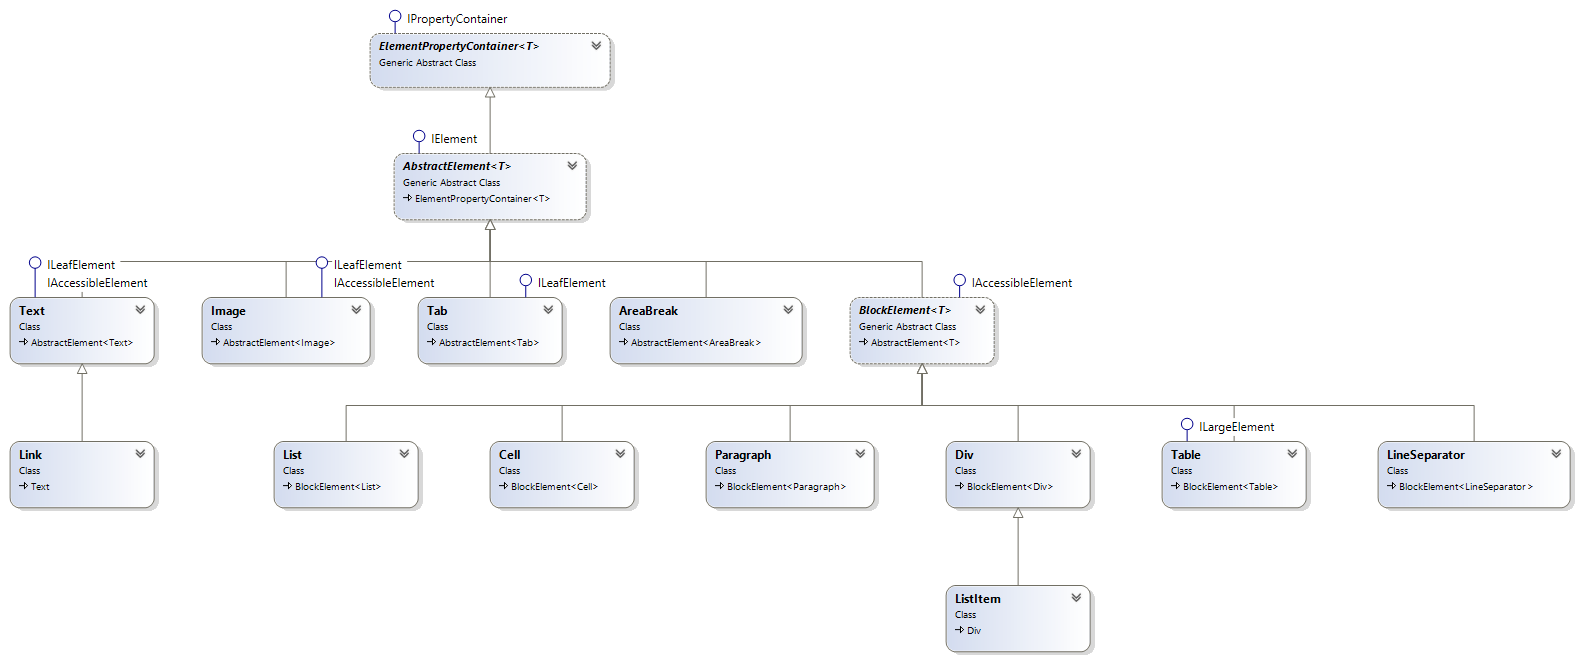 IPropertyContainer
ElementPropertyContainer<T>
Generic Abstract Class
IElement
AbstractElement<T>
Generic Abstract Class
ElementPropertyContainer<T>
ILeafElement
IAccessibleElement
Text
Class
AbstractElement<Text>
ILeafElement
IAccessibleElement
Image
Class
AbstractElement<Image>
ILeafElement
Tab
Class
AbstractElement<Tab>
AreaBreak
Class
AbstractElement<AreaBreak>
IAccessibleElement
BlockElement<T>
Generic Abstract Class
AbstractElement<T>
Link
Class
Text
List
Class
BlockElement<List>
Cell
Class
BlockElement<Cell>
Paragraph
Class
BlockElement<Paragraph>
Div
Class
BlockElement<Div>
ILargeElement
Table
Class
BlockElement<Table>
LineSeparator
Class
BlockElement<LineSeparator>
ListItem
Class
Div